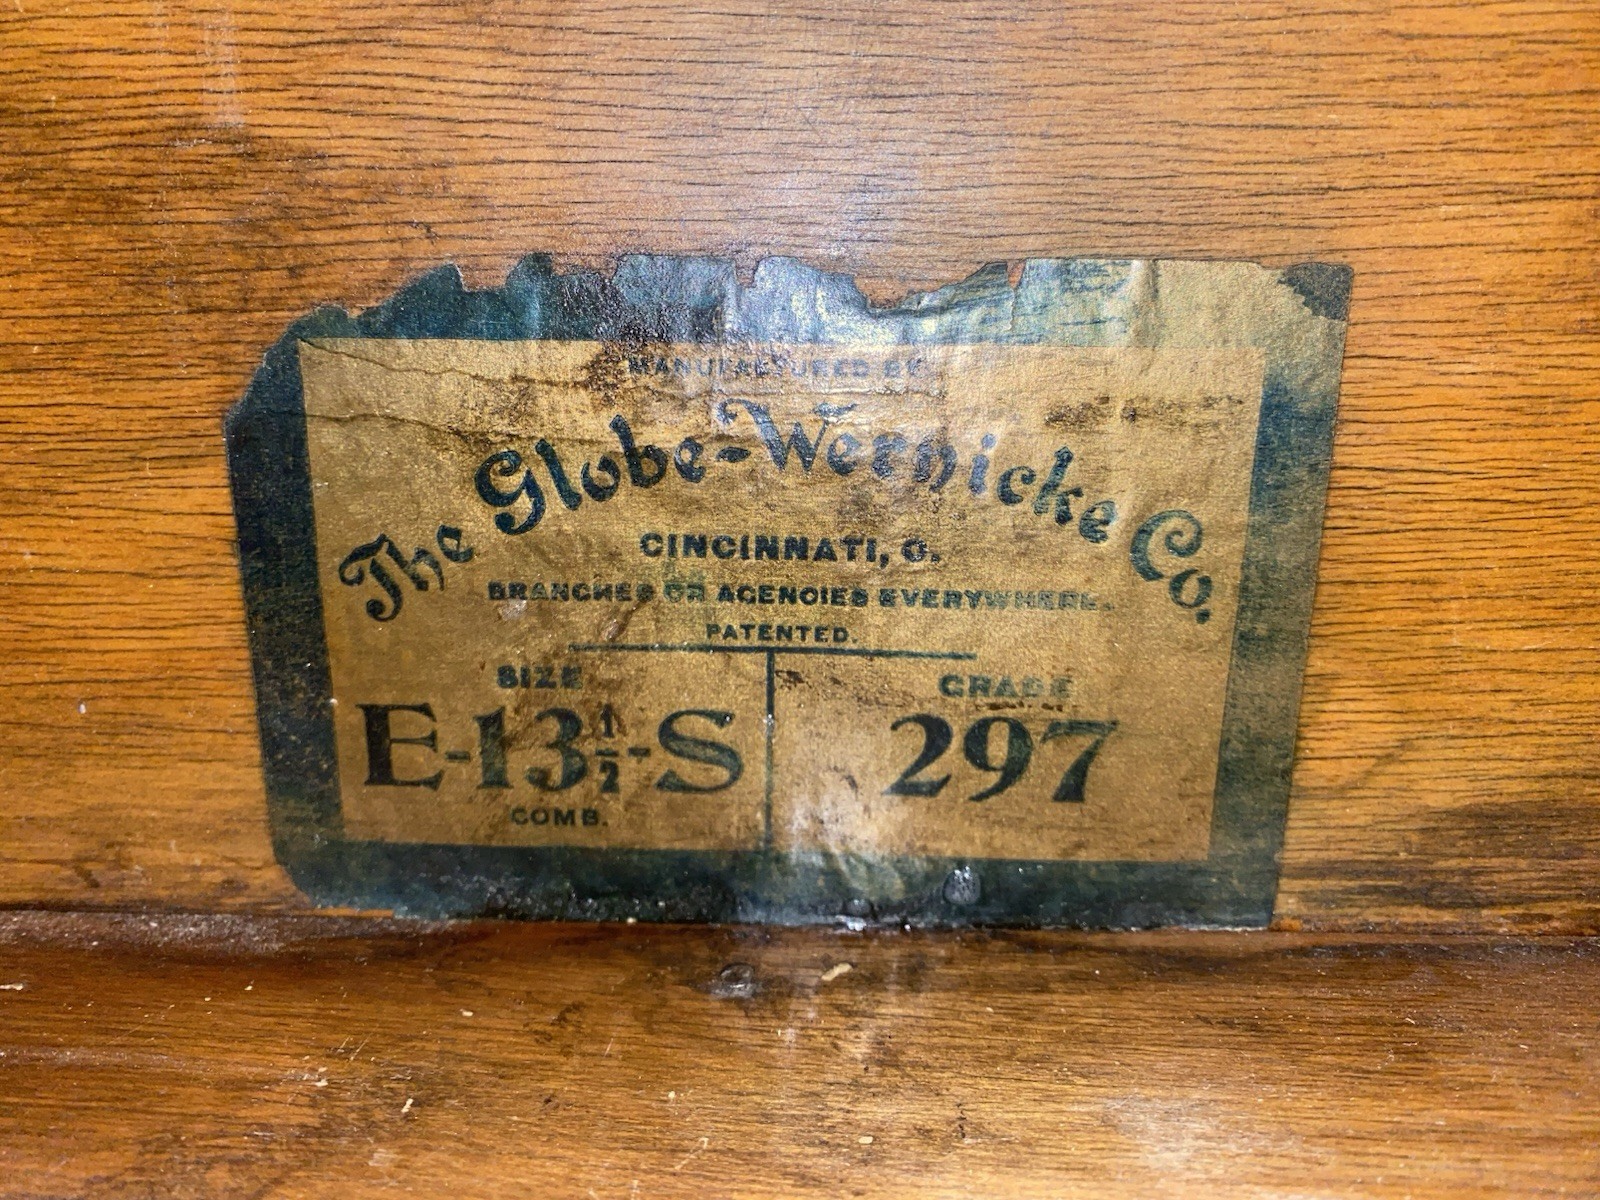 MANUFACTURED BY
The Globe-Wernicke Co.
CINCINNATI, O.
BRANCHES OR AGENCIES EVERYWHERE.
PATENTED.
SIZE GRADE
E-13½-S 297
COMB.